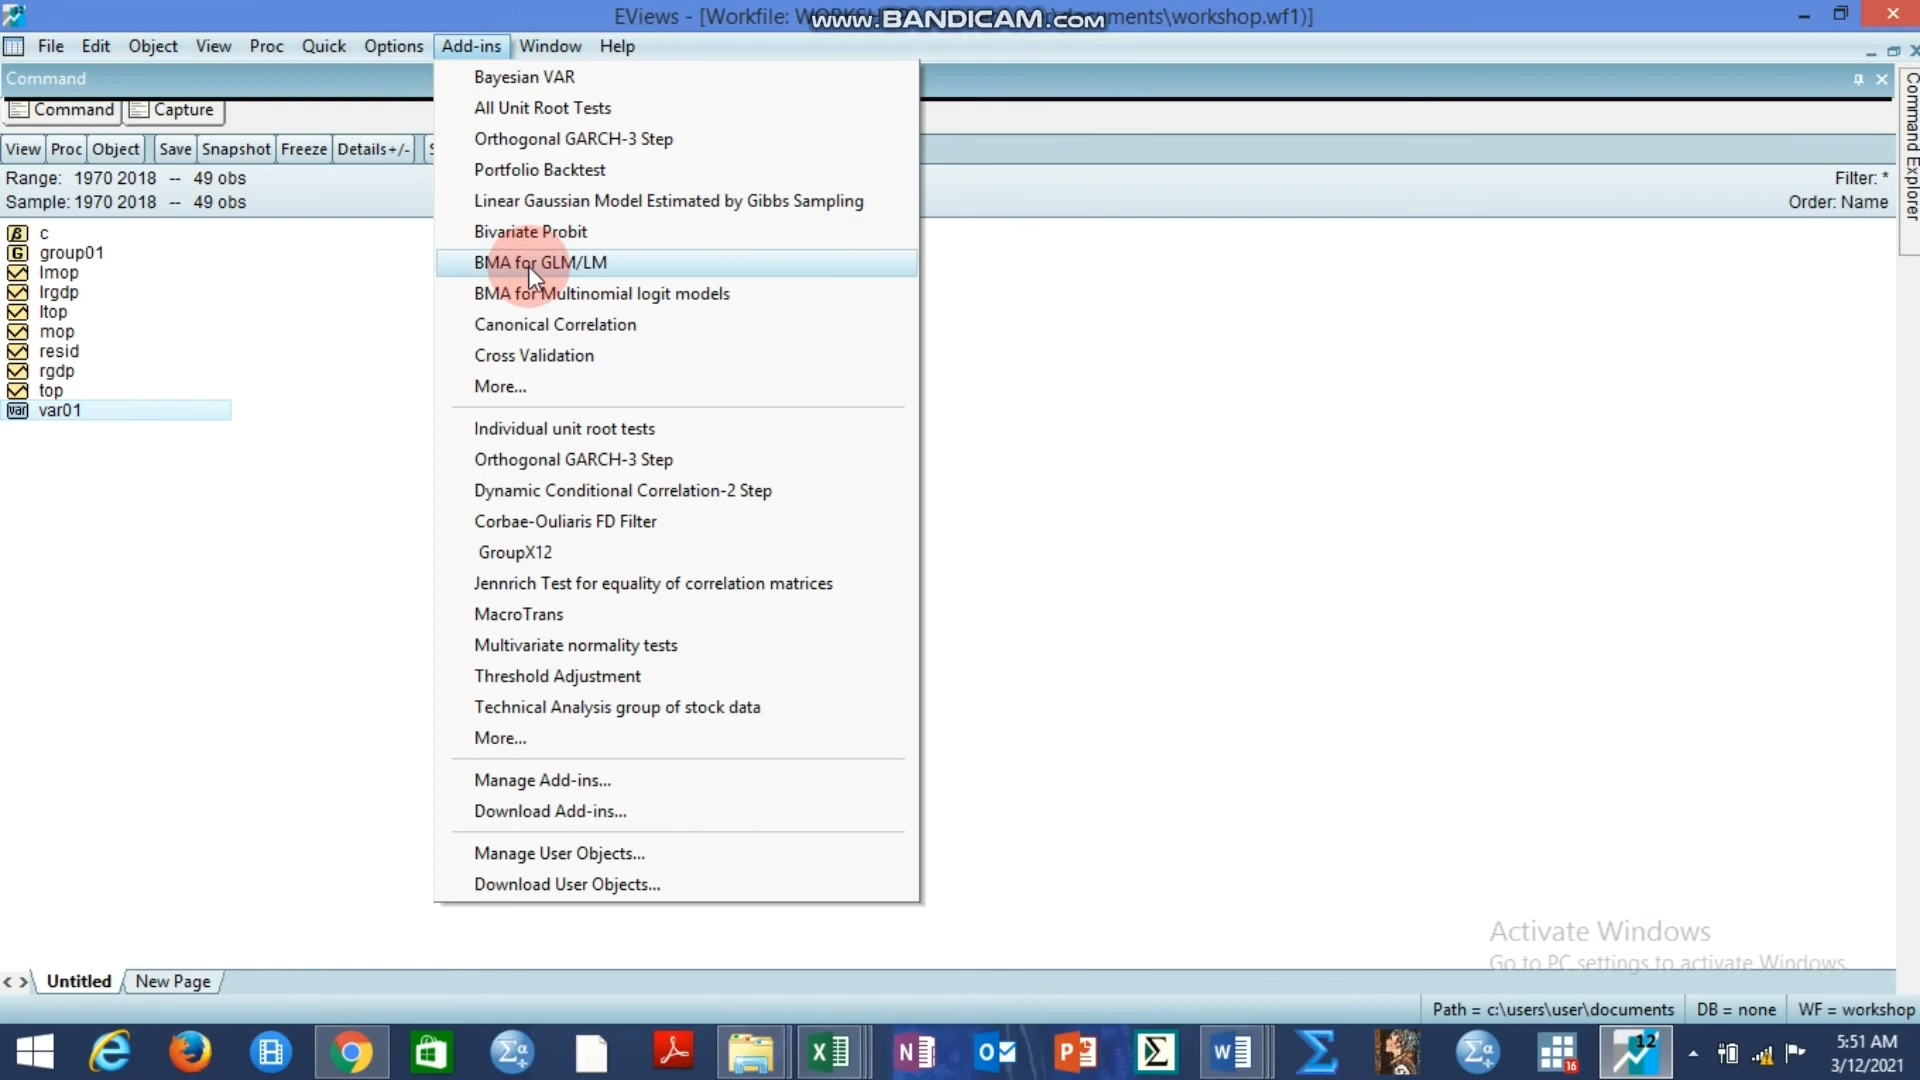 EViews - [Workfile: W
www.BANDICAM.com
ments\workshop.wf1)]
File Edit Object View Proc Quick Options Add-ins Window Help
Command
Command Capture
View Proc Object Save Snapshot Freeze Details+/-
Range: 1970 2018 -- 49 obs
Filter: *
Sample: 1970 2018 -- 49 obs
Order: Name
Command Explorer
c
group01
lmop
lrgdp
ltop
mop
resid
rgdp
top
var01
Bayesian VAR
All Unit Root Tests
Orthogonal GARCH-3 Step
Portfolio Backtest
Linear Gaussian Model Estimated by Gibbs Sampling
Bivariate Probit
BMA for GLM/LM
BMA for Multinomial logit models
Canonical Correlation
Cross Validation
More...
Individual unit root tests
Orthogonal GARCH-3 Step
Dynamic Conditional Correlation-2 Step
Corbae-Ouliaris FD Filter
GroupX12
Jennrich Test for equality of correlation matrices
MacroTrans
Multivariate normality tests
Threshold Adjustment
Technical Analysis group of stock data
More...
Manage Add-ins...
Download Add-ins...
Manage User Objects...
Download User Objects...
Activate Windows
Go to PC settings to activate Windows.
Untitled New Page
Path = c:\users\user\documents DB = none WF = workshop
5:51 AM
3/12/2021